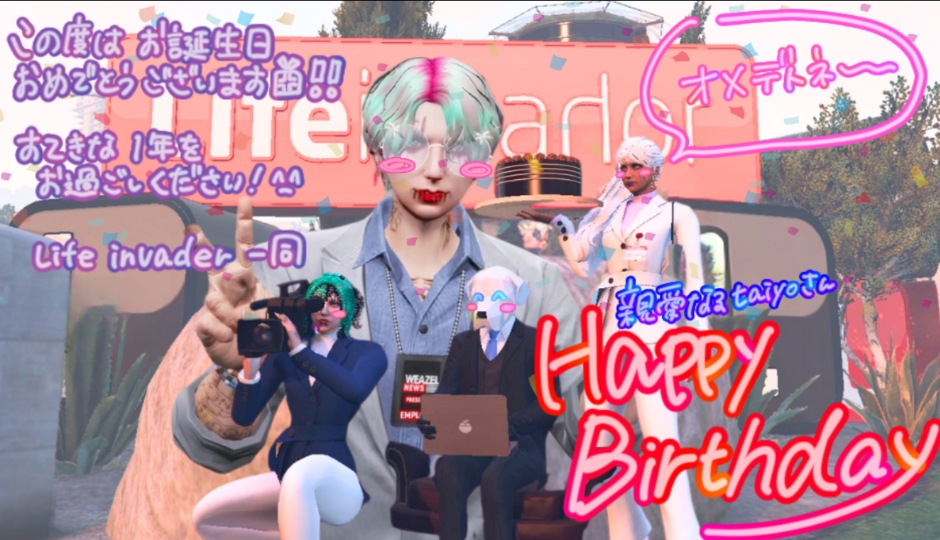 この度は お誕生日
おめでとうございます🎂!!
すてきな 1年を
お過ごしください！^^
Life invader 一同
オメデトネ〜
Lifeinvader
WEAZEL
NEWS
PRESS
EMPL
親愛なる taiyoさん
Happy
Birthday